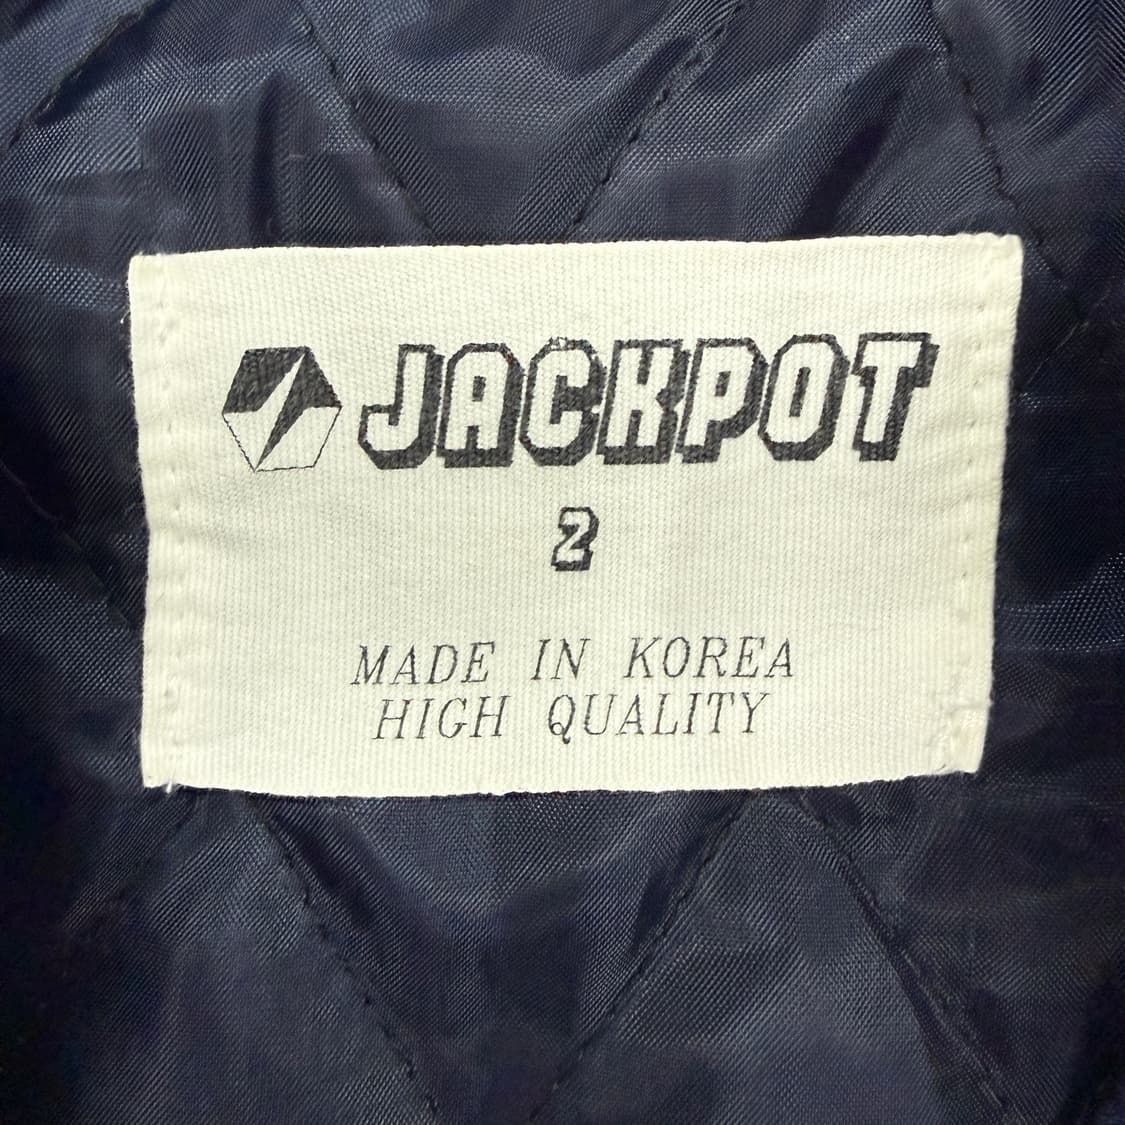 JACKPOT
2
MADE IN KOREA
HIGH QUALITY